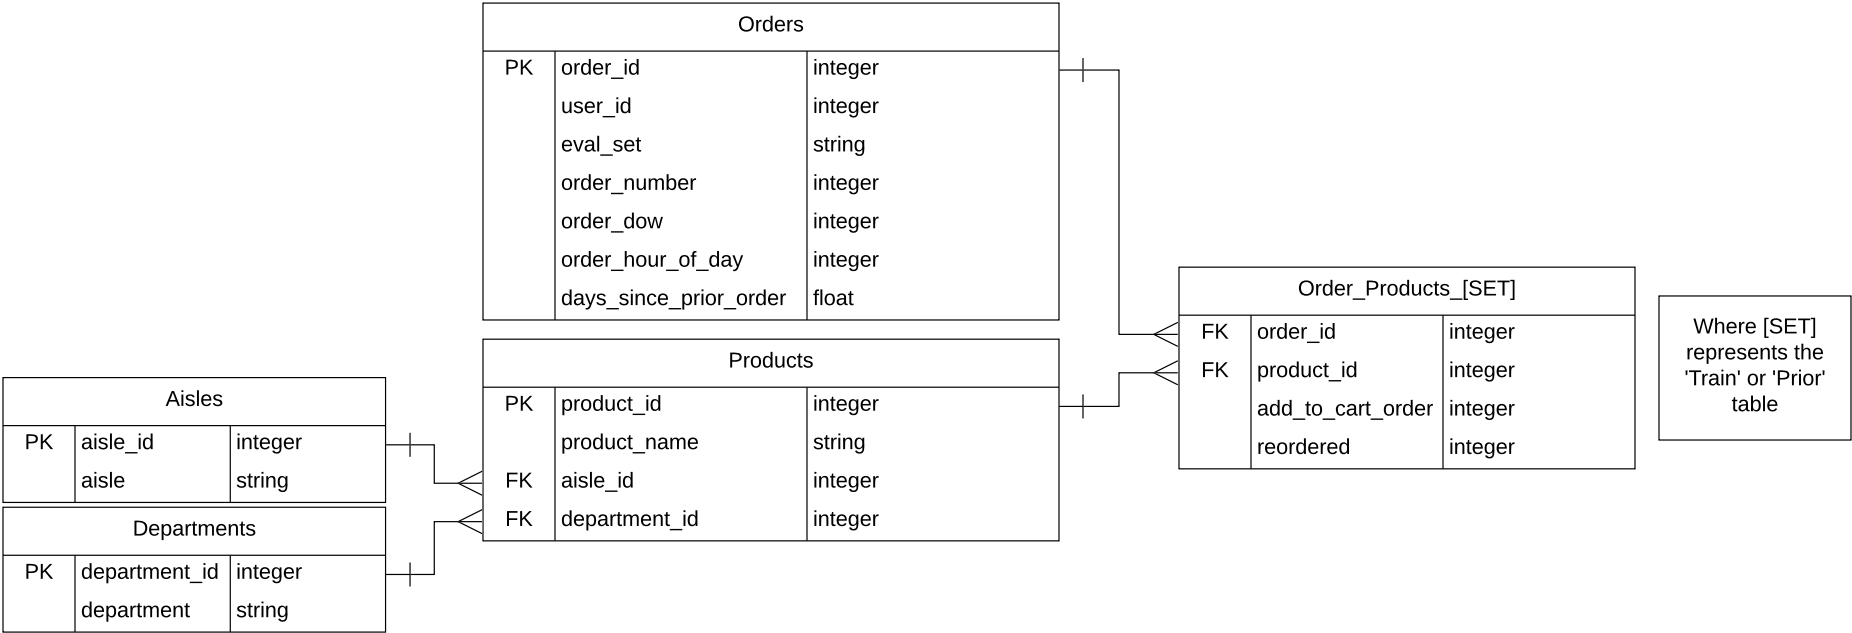 Orders
PK order_id integer
user_id integer
eval_set string
order_number integer
order_dow integer
order_hour_of_day integer
days_since_prior_order float
Products
PK product_id integer
product_name string
FK aisle_id integer
FK department_id integer
Aisles
PK aisle_id integer
aisle string
Departments
PK department_id integer
department string
Order_Products_[SET]
FK order_id integer
FK product_id integer
add_to_cart_order integer
reordered integer
Where [SET]
represents the
'Train' or 'Prior'
table